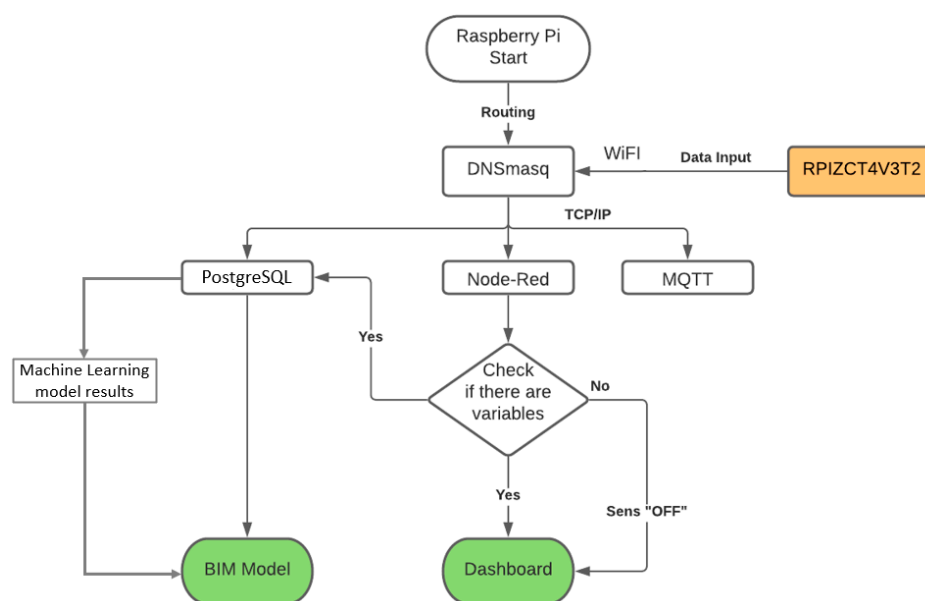 Raspberry Pi
Start
Routing
DNSmasq
WiFI
Data Input
RPIZCT4V3T2
TCP/IP
PostgreSQL
Node-Red
MQTT
Yes
Machine Learning
model results
Check
if there are
variables
No
Yes
Sens "OFF"
BIM Model
Dashboard